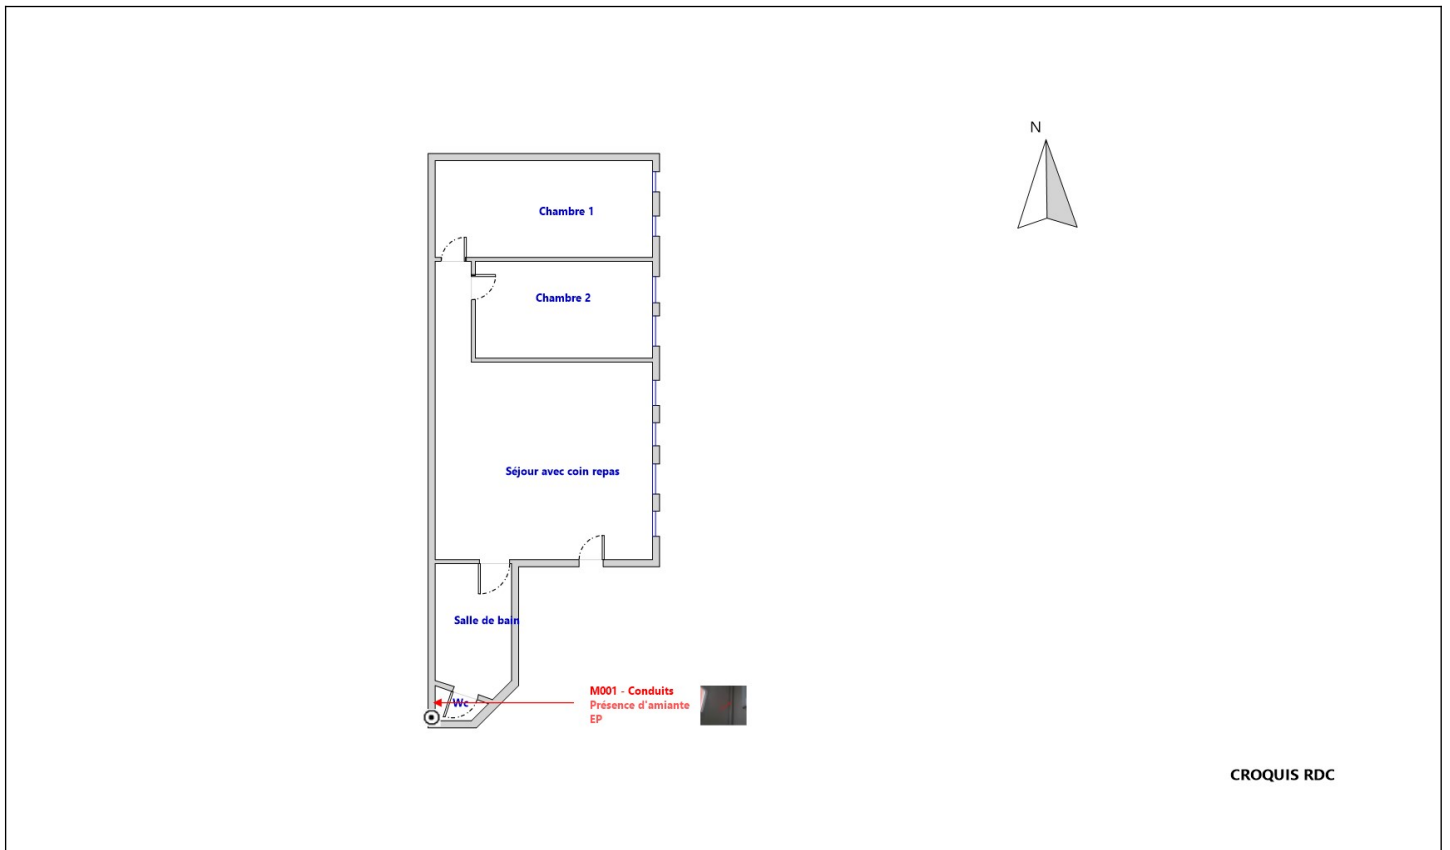 N
Chambre 1
Chambre 2
Séjour avec coin repas
Salle de bain
M001 - Conduits
Présence d'amiante
EP
Wc
CROQUIS RDC